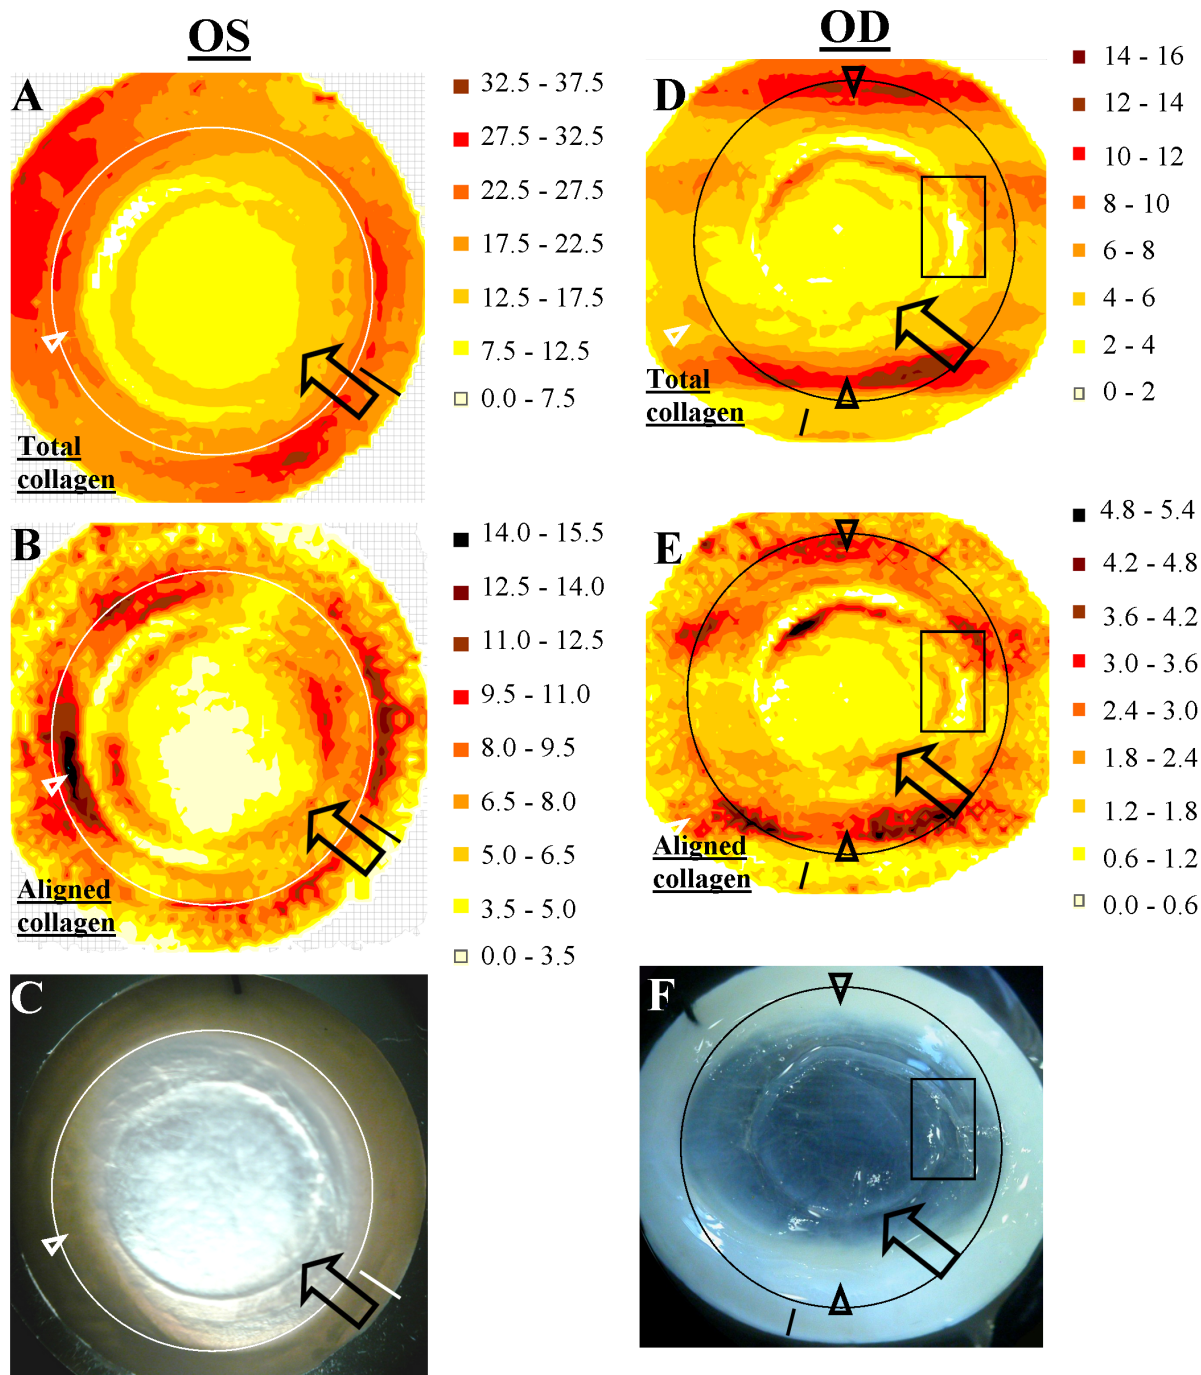 OS
A
32.5 - 37.5
27.5 - 32.5
22.5 - 27.5
17.5 - 22.5
12.5 - 17.5
7.5 - 12.5
0.0 - 7.5
Total
collagen
B
14.0 - 15.5
12.5 - 14.0
11.0 - 12.5
9.5 - 11.0
8.0 - 9.5
6.5 - 8.0
5.0 - 6.5
3.5 - 5.0
0.0 - 3.5
Aligned
collagen
C
OD
D
14 - 16
12 - 14
10 - 12
8 - 10
6 - 8
4 - 6
2 - 4
0 - 2
Total
collagen
E
4.8 - 5.4
4.2 - 4.8
3.6 - 4.2
3.0 - 3.6
2.4 - 3.0
1.8 - 2.4
1.2 - 1.8
0.6 - 1.2
0.0 - 0.6
Aligned
collagen
F